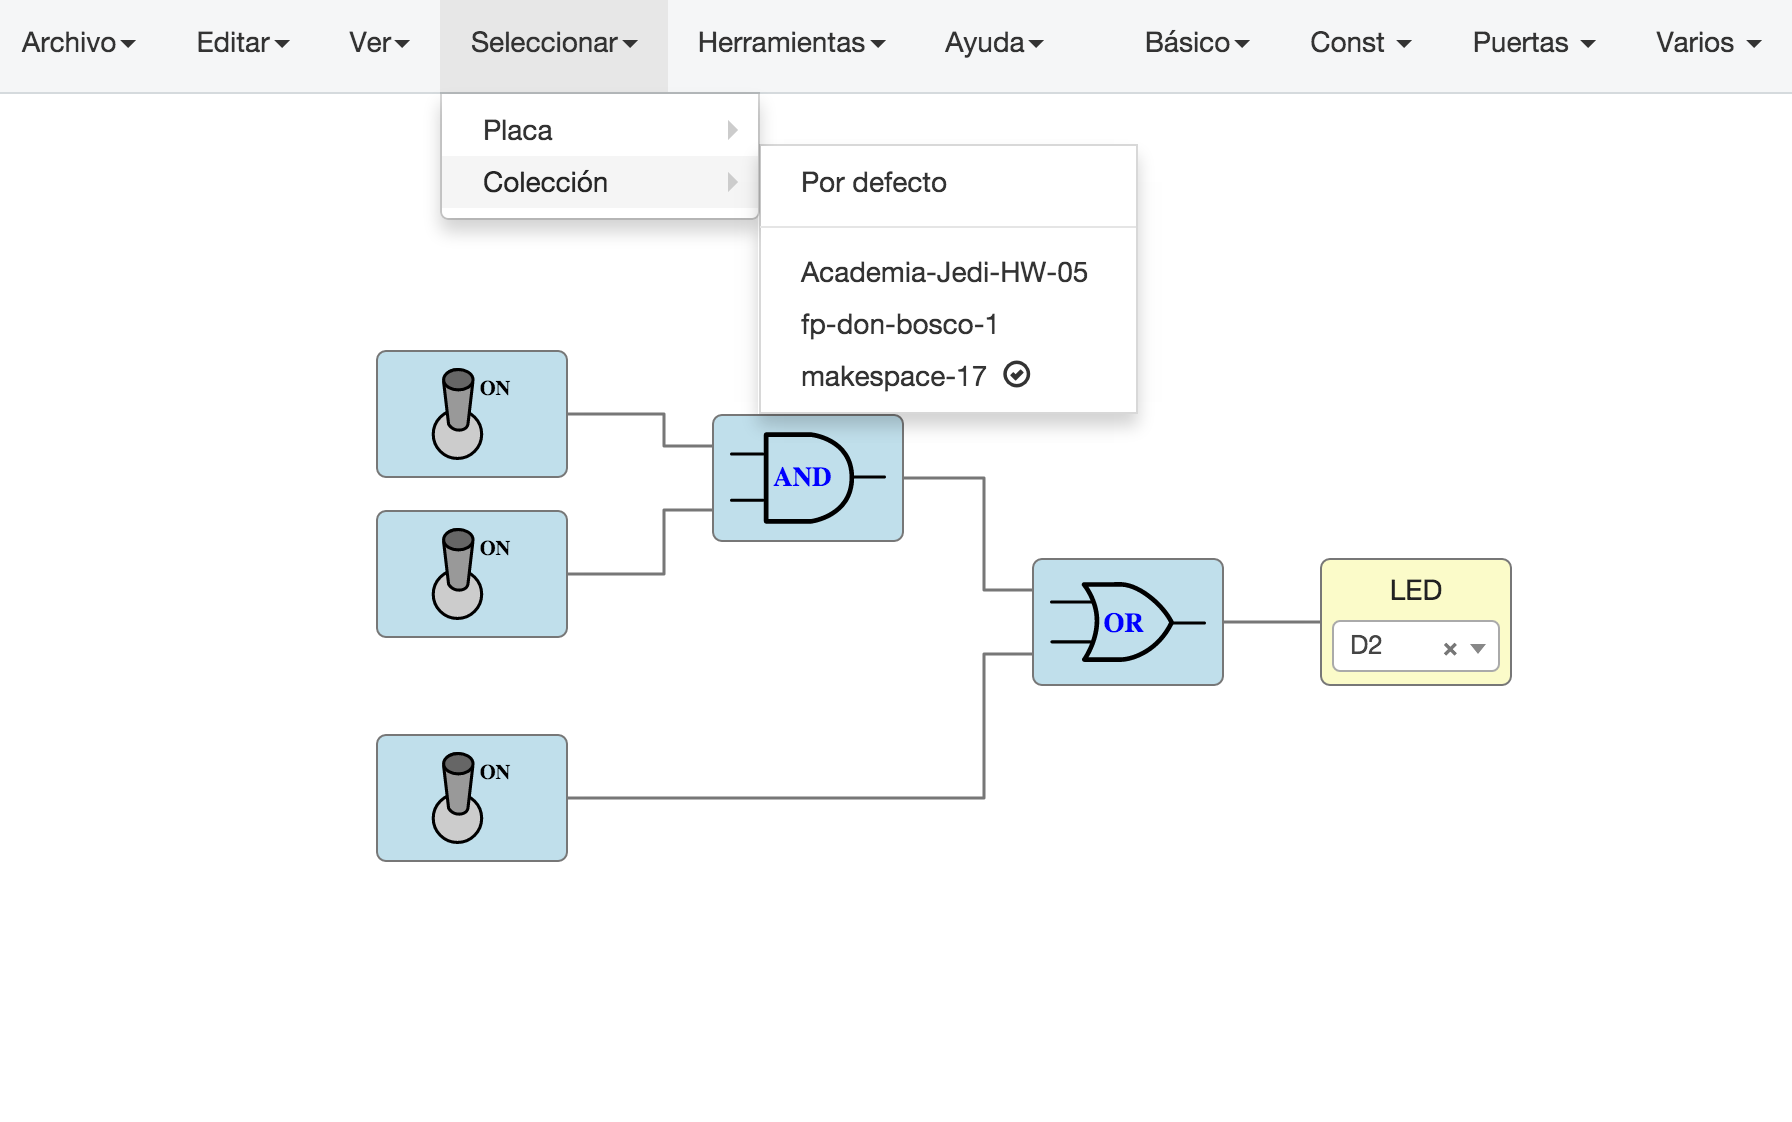 Archivo Editar Ver Seleccionar Herramientas Ayuda Básico Const Puertas Varios
Placa
Colección
Por defecto
Academia-Jedi-HW-05
fp-don-bosco-1
makespace-17
ON
AND
ON
OR
LED
D2
ON